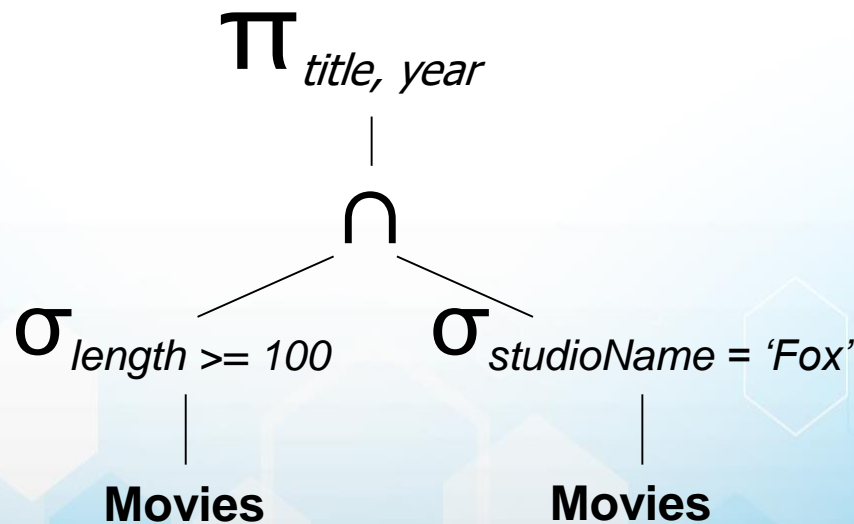 π title, year
∩
σ length >= 100 σ studioName = ‘Fox’
Movies Movies